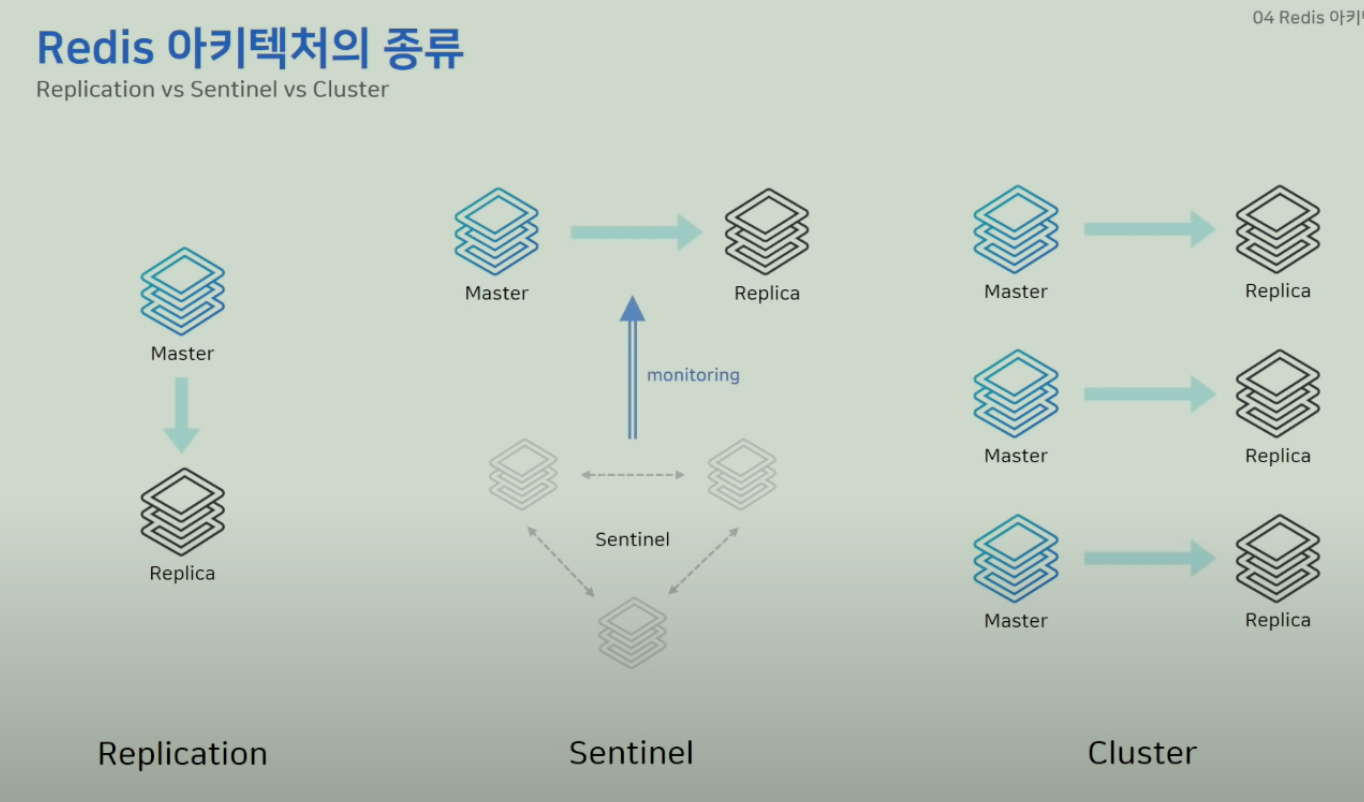 04 Redis 아키
Redis 아키텍처의 종류
Replication vs Sentinel vs Cluster
Master
Replica
Replication
Master
Replica
monitoring
Sentinel
Sentinel
Master
Replica
Master
Replica
Master
Replica
Cluster